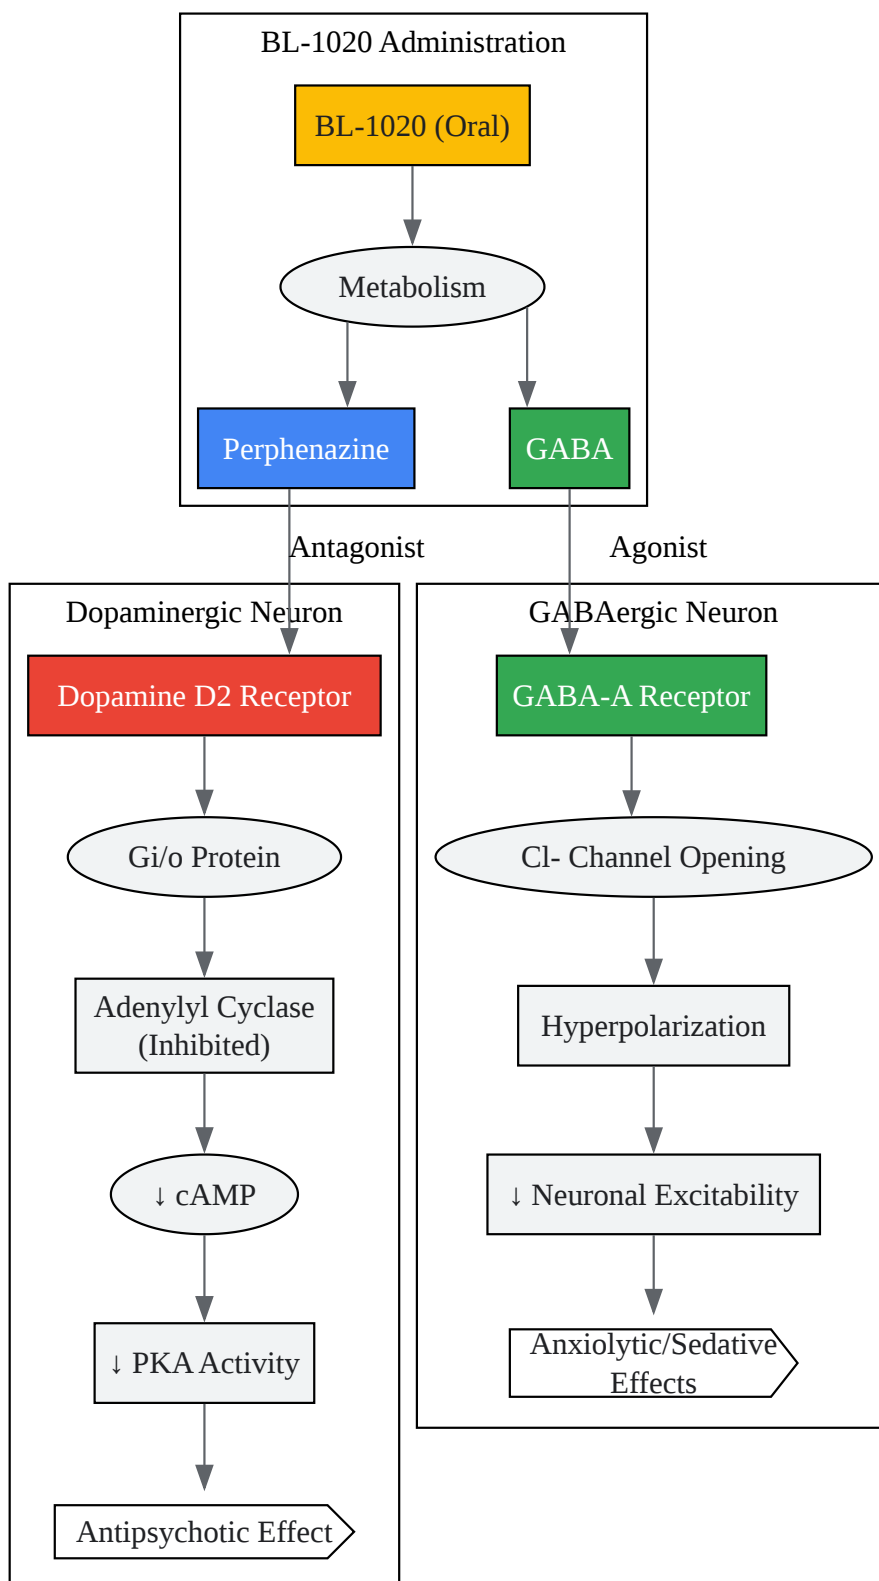 BL-1020 Administration
BL-1020 (Oral)
Metabolism
Perphenazine
GABA
Antagonist
Agonist
Dopaminergic Neuron
Dopamine D2 Receptor
Gi/o Protein
Adenylyl Cyclase
(Inhibited)
↓ cAMP
↓ PKA Activity
Antipsychotic Effect
GABAergic Neuron
GABA-A Receptor
Cl- Channel Opening
Hyperpolarization
↓ Neuronal Excitability
Anxiolytic/Sedative
Effects